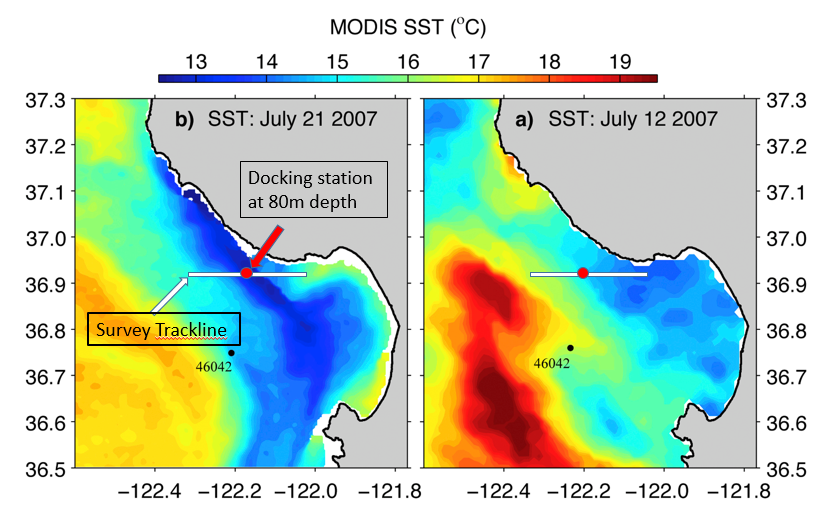 MODIS SST (°C)
13 14 15 16 17 18 19
b) SST: July 21 2007
a) SST: July 12 2007
Docking station
at 80m depth
Survey Trackline
46042
46042
37.3
37.2
37.1
37.0
36.9
36.8
36.7
36.6
36.5
37.3
37.2
37.1
37.0
36.9
36.8
36.7
36.6
36.5
−122.4 −122.2 −122.0 −121.8
−122.4 −122.2 −122.0 −121.8